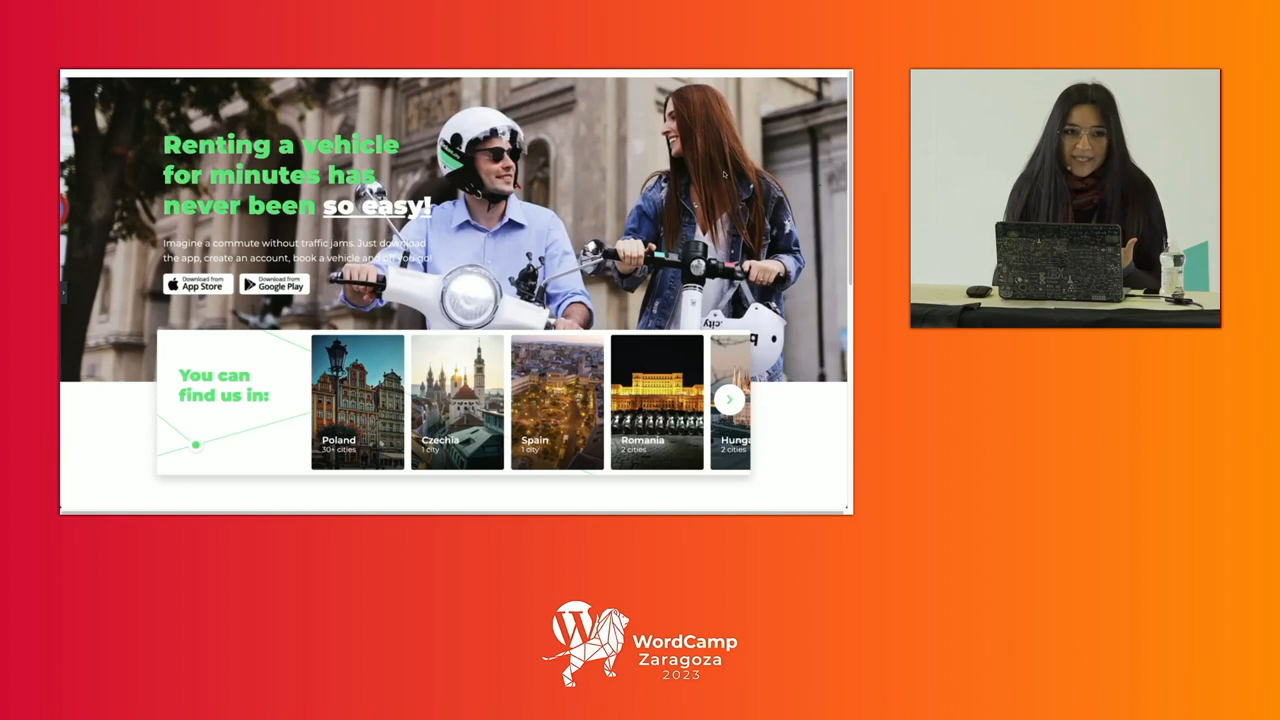 Renting a vehicle
for minutes has
never been so easy!
Imagine a commute without traffic jams. Just download
the app, create an account, book a vehicle and off you go!
Download from
App Store
Download from
Google Play
.city
You can
find us in:
Poland
30+ cities
Czechia
1 city
Spain
1 city
Romania
2 cities
Hunga
2 cities
WordCamp
Zaragoza
2023